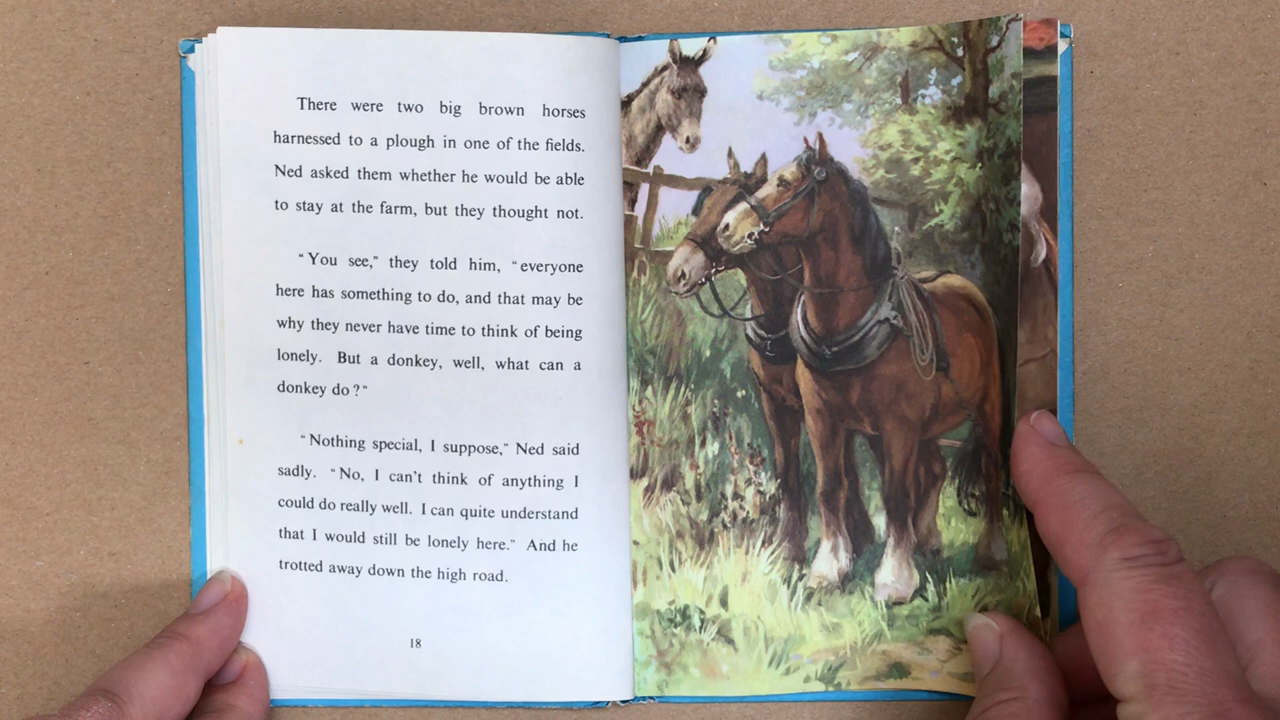 There were two big brown horses
harnessed to a plough in one of the fields.
Ned asked them whether he would be able
to stay at the farm, but they thought not.
"You see," they told him, "everyone
here has something to do, and that may be
why they never have time to think of being
lonely. But a donkey, well, what can a
donkey do?"
"Nothing special, I suppose," Ned said
sadly. "No, I can't think of anything I
could do really well. I can quite understand
that I would still be lonely here." And he
trotted away down the high road.
18